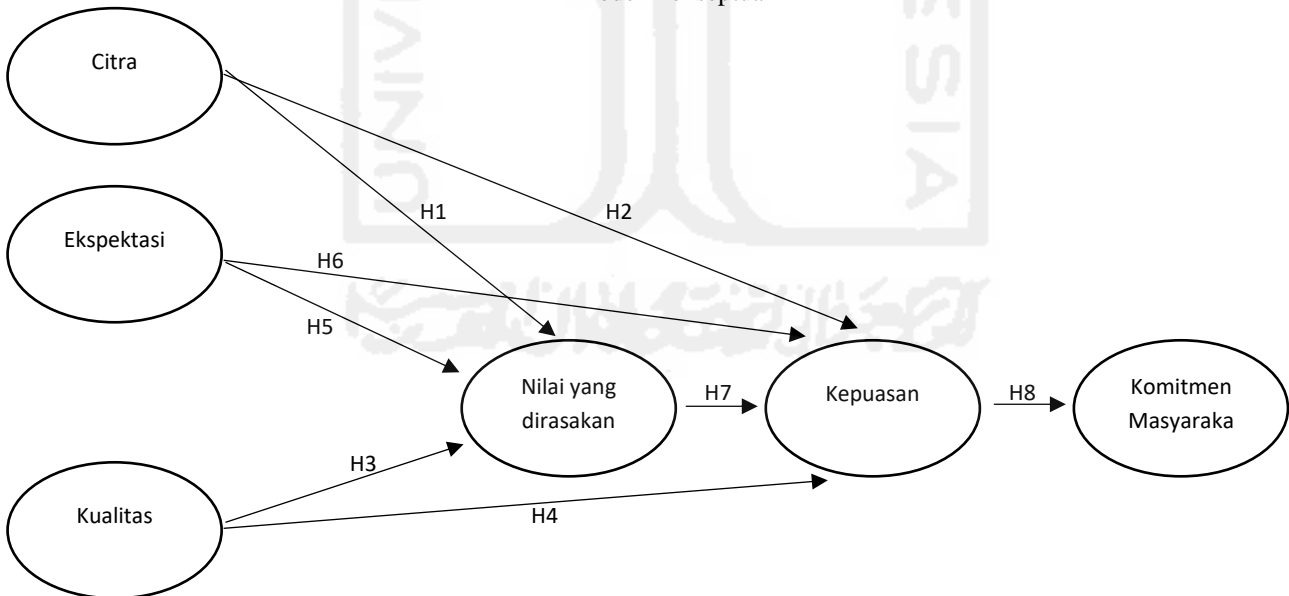 Citra
Ekspektasi
H1
H2
H6
H5
Nilai yang
dirasakan
H7
Kepuasan
H8
Komitmen
Masyaraka
H3
Kualitas
H4